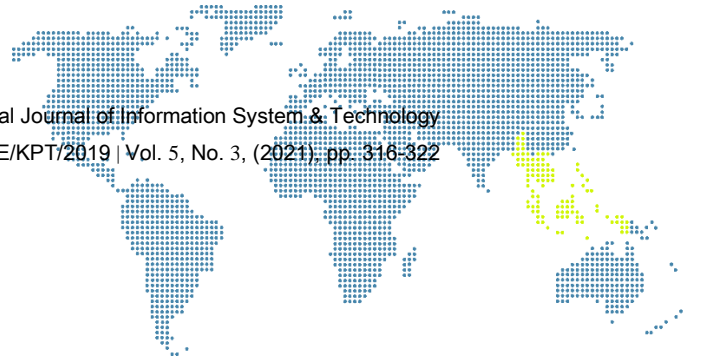 al Journal of Information System & Technology
E/KPT/2019 | Vol. 5, No. 3, (2021), pp. 316-322